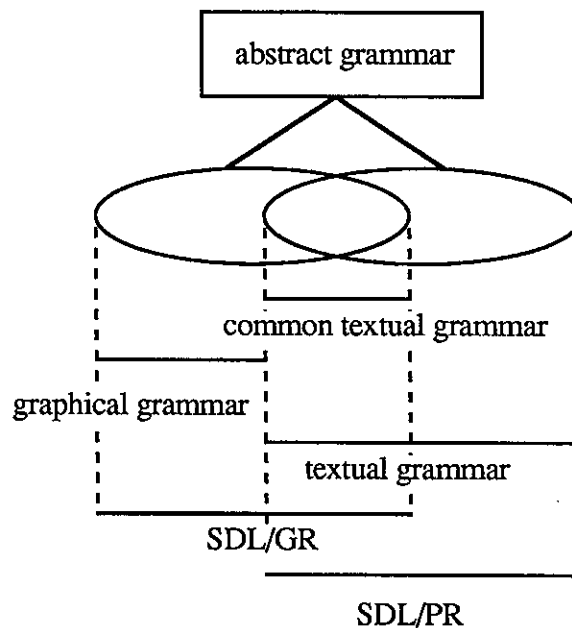 abstract grammar
common textual grammar
graphical grammar
textual grammar
SDL/GR
SDL/PR